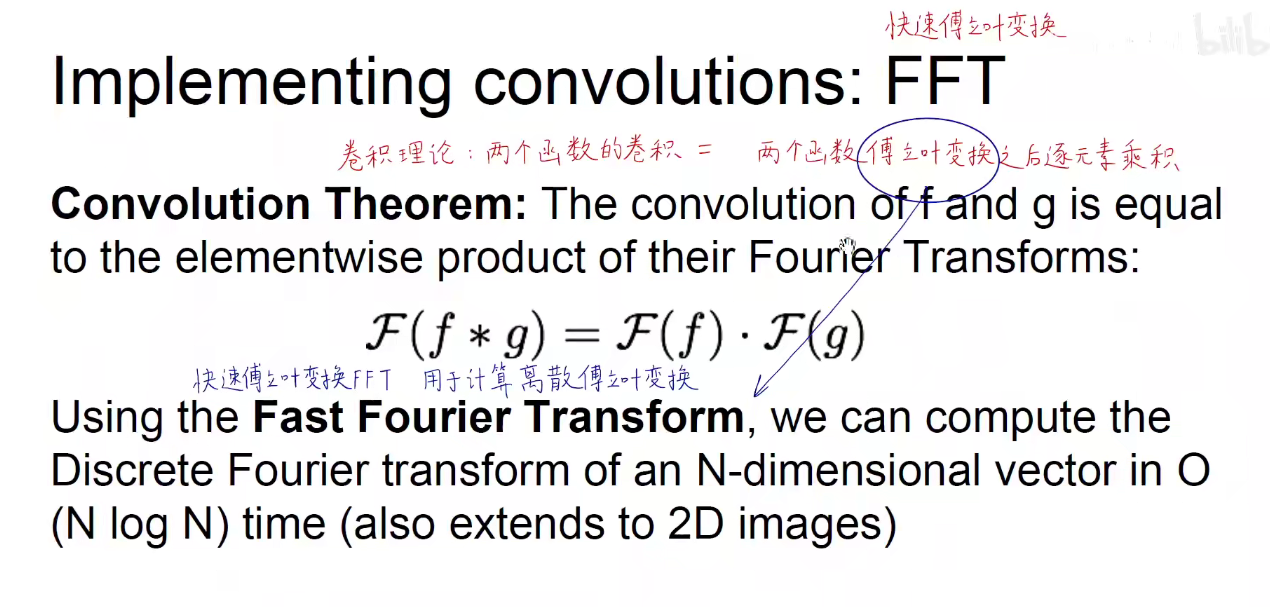 快速傅立叶变换
bilib
Implementing convolutions: FFT
卷积理论：两个函数的卷积 = 两个函数傅立叶变换之后逐元素乘积
Convolution Theorem: The convolution of f and g is equal
to the elementwise product of their Fourier Transforms:
ℱ(f ∗ g) = ℱ(f) · ℱ(g)
快速傅立叶变换FFT 用于计算离散傅立叶变换
Using the Fast Fourier Transform, we can compute the
Discrete Fourier transform of an N-dimensional vector in O
(N log N) time (also extends to 2D images)